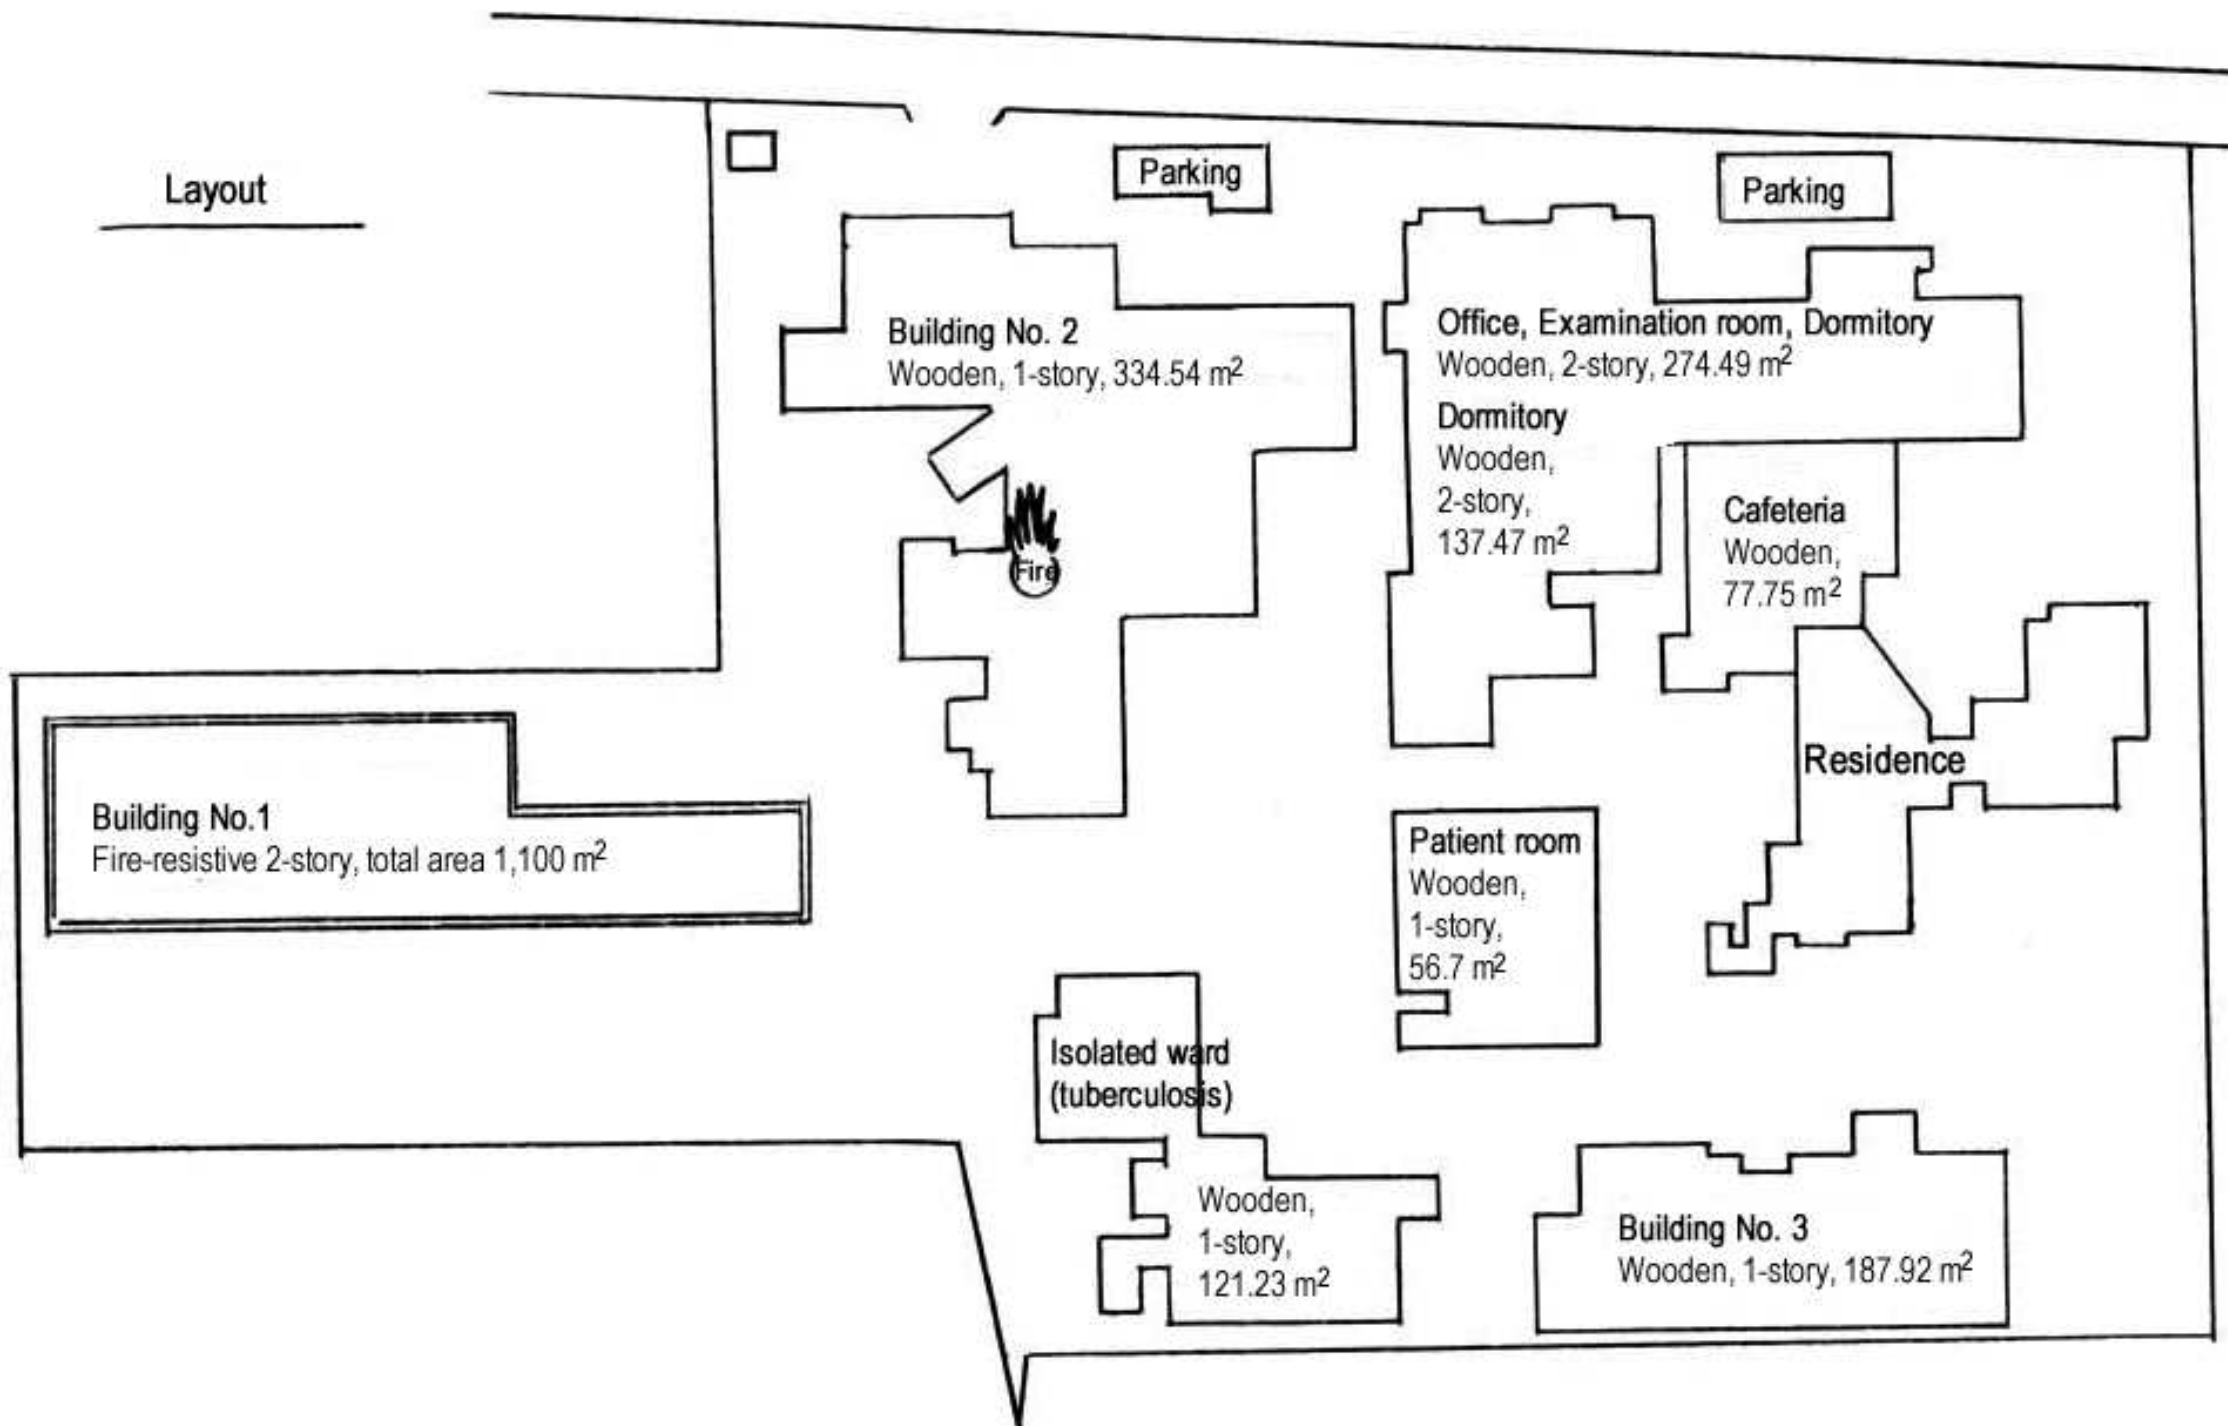 Layout
Parking
Parking
Building No. 2
Wooden, 1-story, 334.54 m²
Office, Examination room, Dormitory
Wooden, 2-story, 274.49 m²
Dormitory
Wooden,
2-story,
137.47 m²
Cafeteria
Wooden,
77.75 m²
Fire
Residence
Building No.1
Fire-resistive 2-story, total area 1,100 m²
Patient room
Wooden,
1-story,
56.7 m²
Isolated ward
(tuberculosis)
Wooden,
1-story,
121.23 m²
Building No. 3
Wooden, 1-story, 187.92 m²